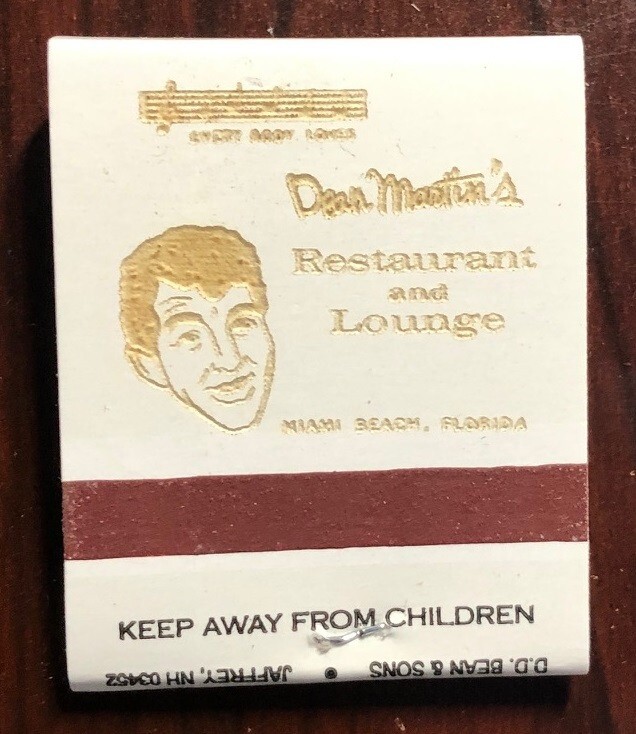 EVERY BODY LOVES
Dean Martin's
Restaurant
and
Lounge
MIAMI BEACH, FLORIDA
KEEP AWAY FROM CHILDREN
D.D. BEAN & SONS • JAFFREY, NH 03452